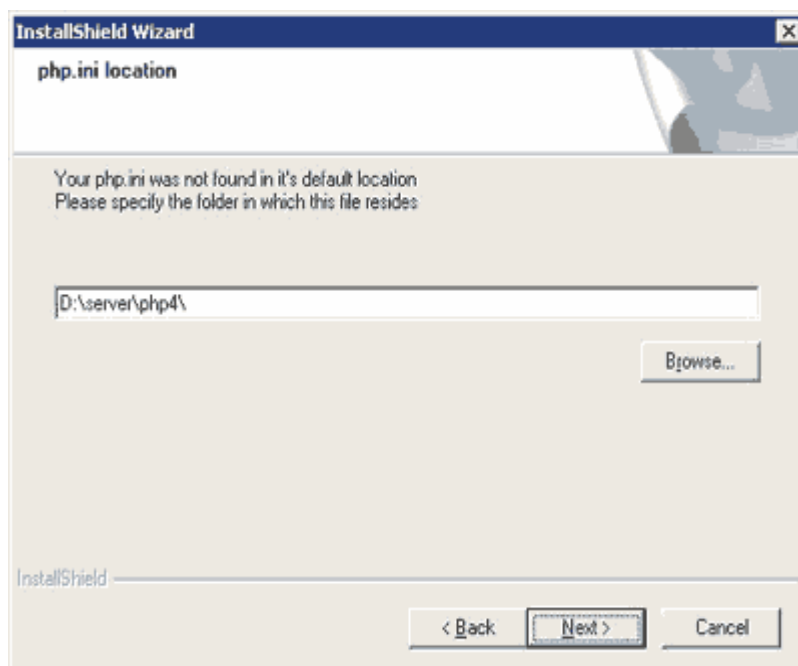 InstallShield Wizard
php.ini location
Your php.ini was not found in it's default location
Please specify the folder in which this file resides
D:\server\php4\
Browse...
InstallShield
< Back
Next >
Cancel